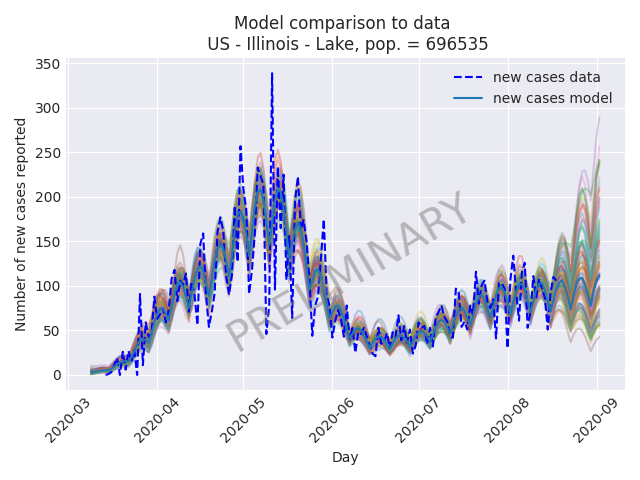 Model comparison to data
US - Illinois - Lake, pop. = 696535
new cases data
new cases model
Number of new cases reported
350
300
250
200
150
100
50
0
PRELIMINARY
2020-03
2020-04
2020-05
2020-06
2020-07
2020-08
2020-09
Day